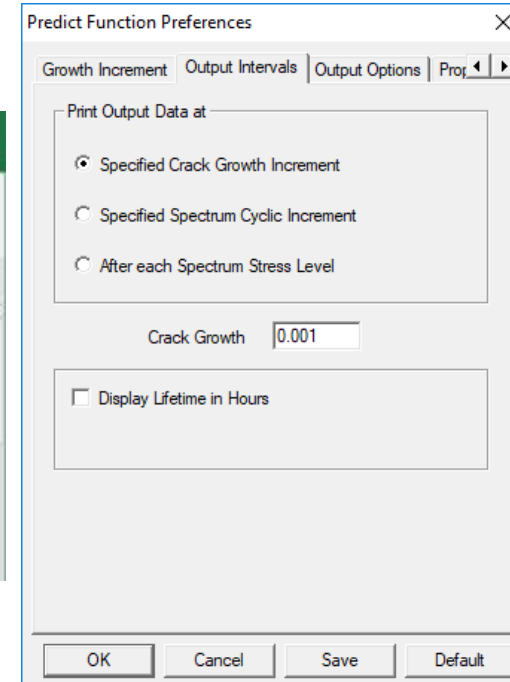 Predict Function Preferences
Growth Increment Output Intervals Output Options
Print Output Data at
Specified Crack Growth Increment
Specified Spectrum Cyclic Increment
After each Spectrum Stress Level
Crack Growth 0.001
Display Lifetime in Hours
OK Cancel Save Default